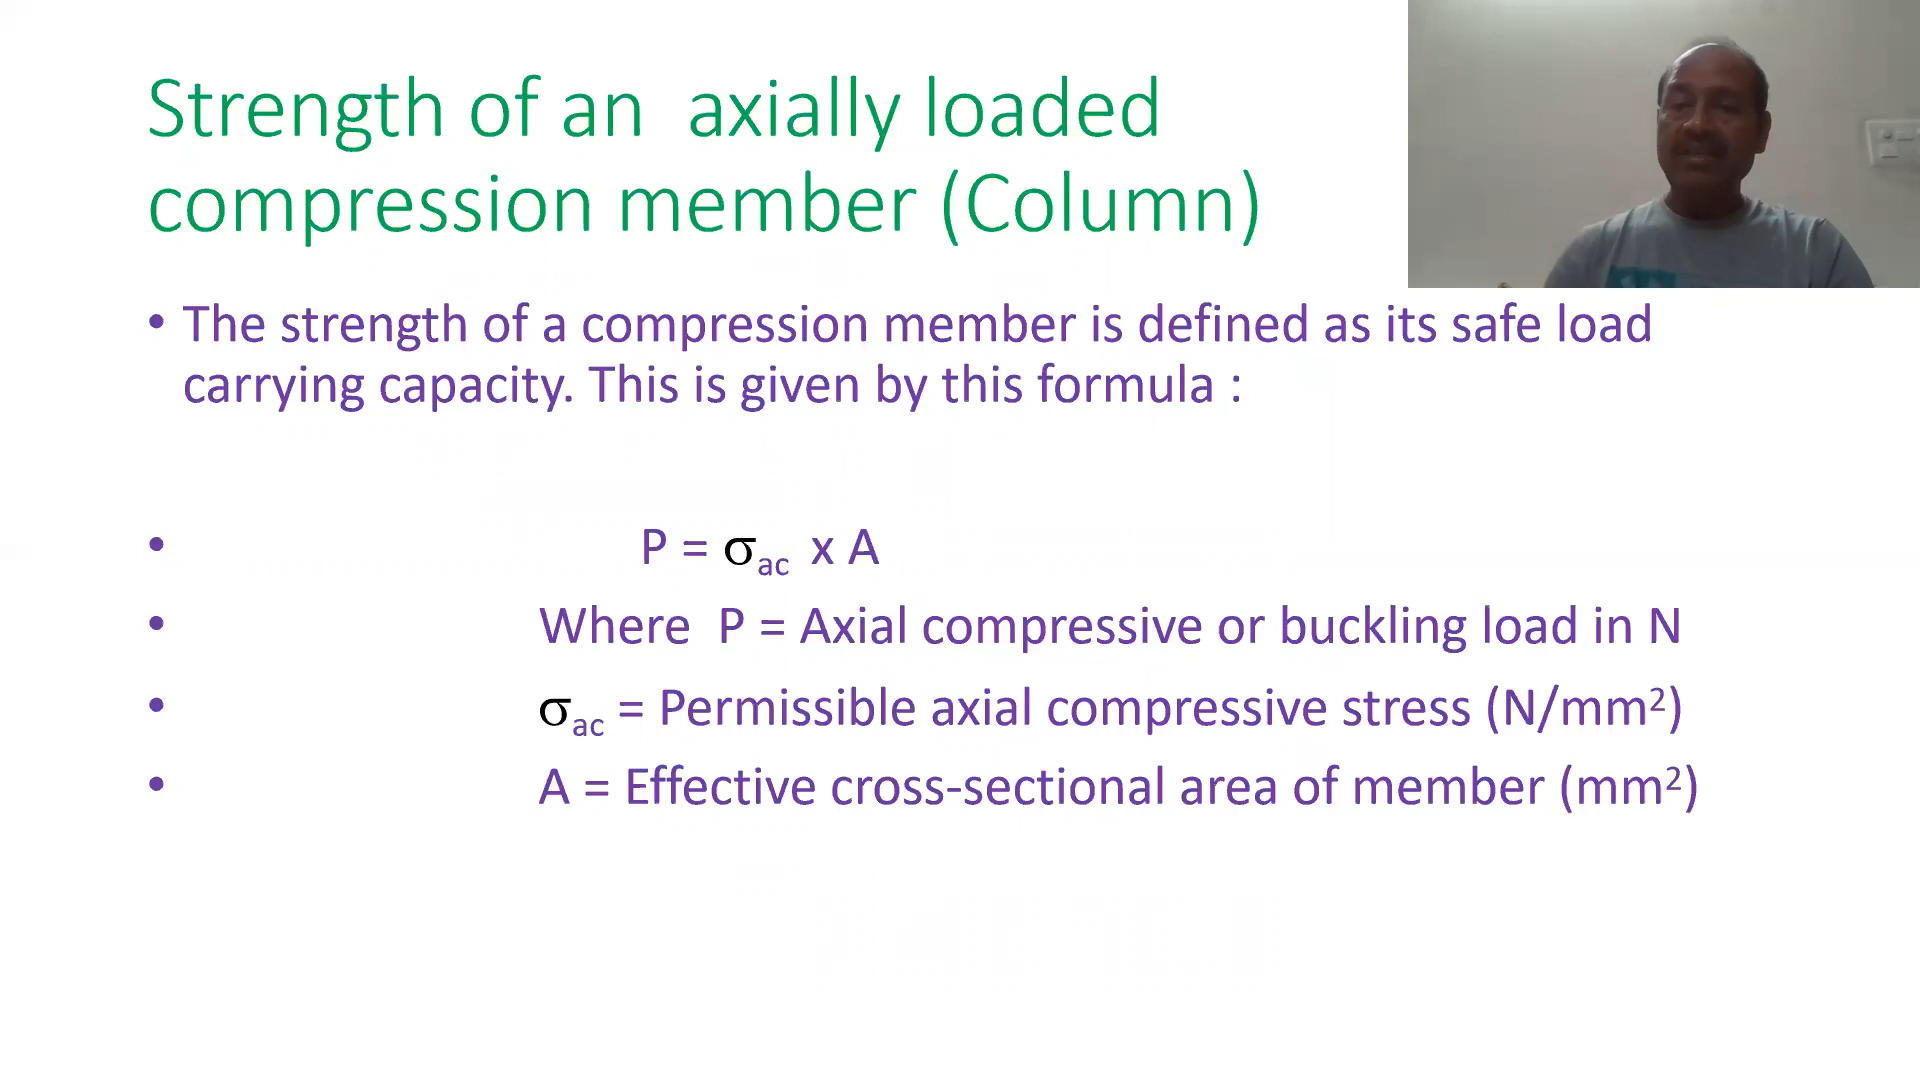 Strength of an axially loaded
compression member (Column)
• The strength of a compression member is defined as its safe load
carrying capacity. This is given by this formula :
• P = σac x A
• Where P = Axial compressive or buckling load in N
• σac = Permissible axial compressive stress (N/mm²)
• A = Effective cross-sectional area of member (mm²)